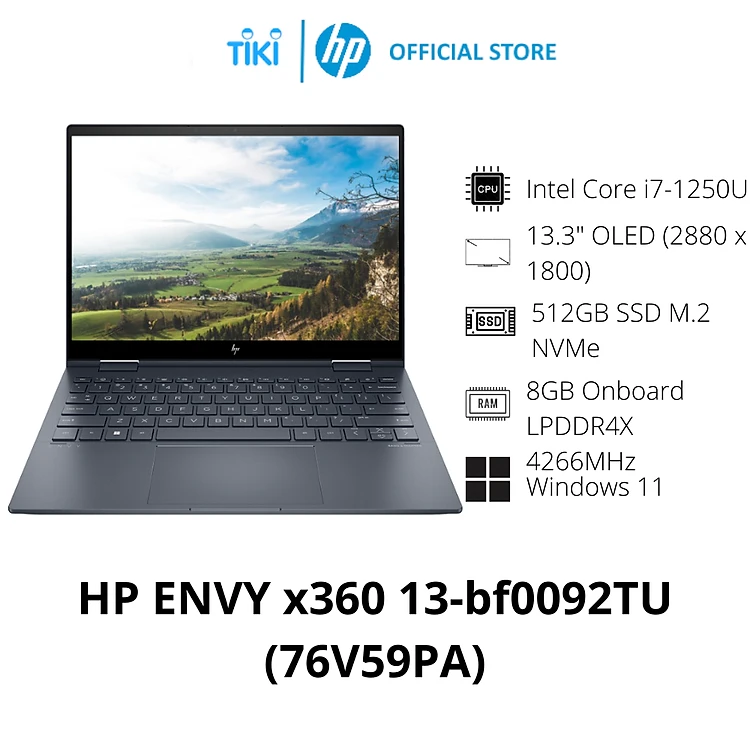 TiKi
hp
OFFICIAL STORE
CPU
Intel Core i7-1250U
13.3" OLED (2880 x
1800)
SSD
512GB SSD M.2
NVMe
RAM
8GB Onboard
LPDDR4X
4266MHz
Windows 11
hp
Q W E R T Y U I O P
A S D F G H J K L
Z X C V B N M
HP ENVY x360 13-bf0092TU
(76V59PA)